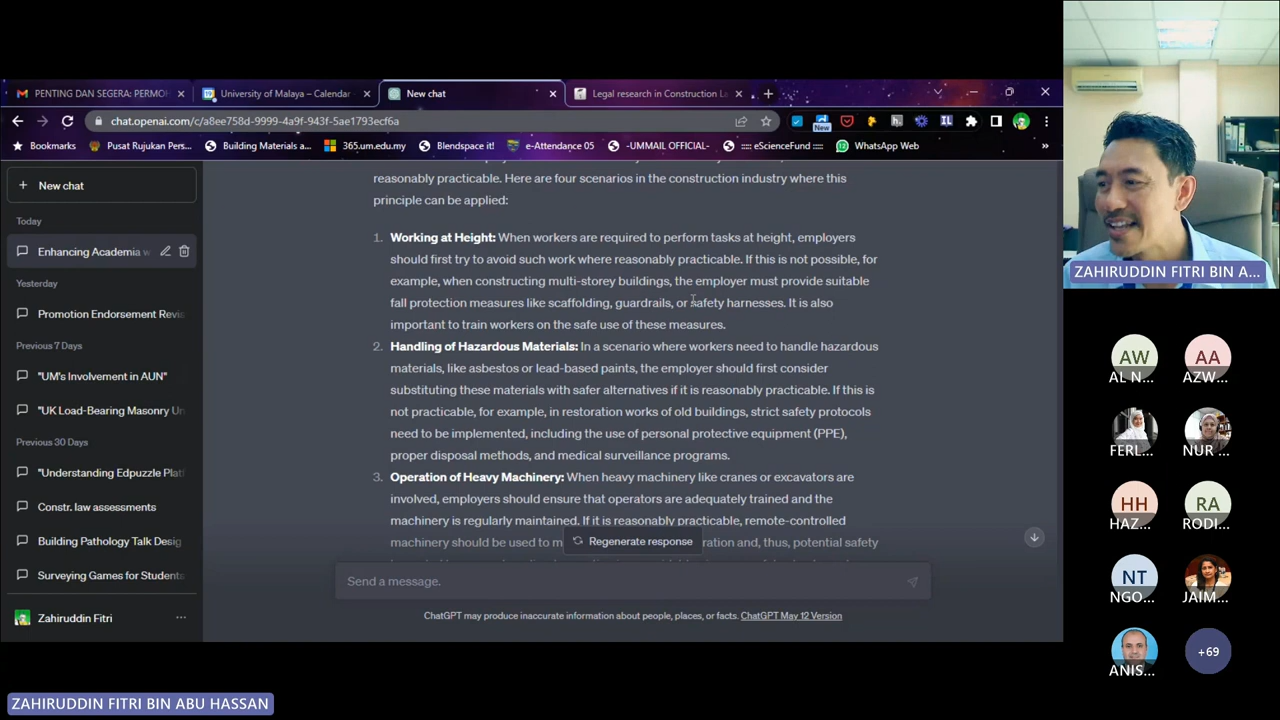 PENTING DAN SEGERA: PERMO
University of Malaya - Calendar
New chat
Legal research in Construction La
chat.openai.com/c/a8ee758d-9999-4a9f-943f-5ae1793ecf6a
New
Bookmarks
Pusat Rujukan Pers...
Building Materials a...
365.um.edu.my
Blendspace it!
e-Attendance 05
-UMMAIL OFFICIAL-
::::: eScienceFund ::::
WhatsApp Web
New chat
Today
Enhancing Academia w
Yesterday
Promotion Endorsement Revis
Previous 7 Days
"UM's Involvement in AUN"
"UK Load-Bearing Masonry Un
Previous 30 Days
"Understanding Edpuzzle Platf
Constr. law assessments
Building Pathology Talk Desig
Surveying Games for Students
Zahiruddin Fitri
reasonably practicable. Here are four scenarios in the construction industry where this
principle can be applied:
1. Working at Height: When workers are required to perform tasks at height, employers
should first try to avoid such work where reasonably practicable. If this is not possible, for
example, when constructing multi-storey buildings, the employer must provide suitable
fall protection measures like scaffolding, guardrails, or safety harnesses. It is also
important to train workers on the safe use of these measures.
2. Handling of Hazardous Materials: In a scenario where workers need to handle hazardous
materials, like asbestos or lead-based paints, the employer should first consider
substituting these materials with safer alternatives if it is reasonably practicable. If this is
not practicable, for example, in restoration works of old buildings, strict safety protocols
need to be implemented, including the use of personal protective equipment (PPE),
proper disposal methods, and medical surveillance programs.
3. Operation of Heavy Machinery: When heavy machinery like cranes or excavators are
involved, employers should ensure that operators are adequately trained and the
machinery is regularly maintained. If it is reasonably practicable, remote-controlled
machinery should be used to m
and, thus, potential safety
Regenerate response
Send a message.
ChatGPT may produce inaccurate information about people, places, or facts. ChatGPT May 12 Version
ZAHIRUDDIN FITRI BIN A...
AW
AL N...
AA
AZW...
FERL...
NUR ...
HH
HAZ...
RA
RODI...
NT
NGO...
JAIM...
ANIS...
+69
ZAHIRUDDIN FITRI BIN ABU HASSAN